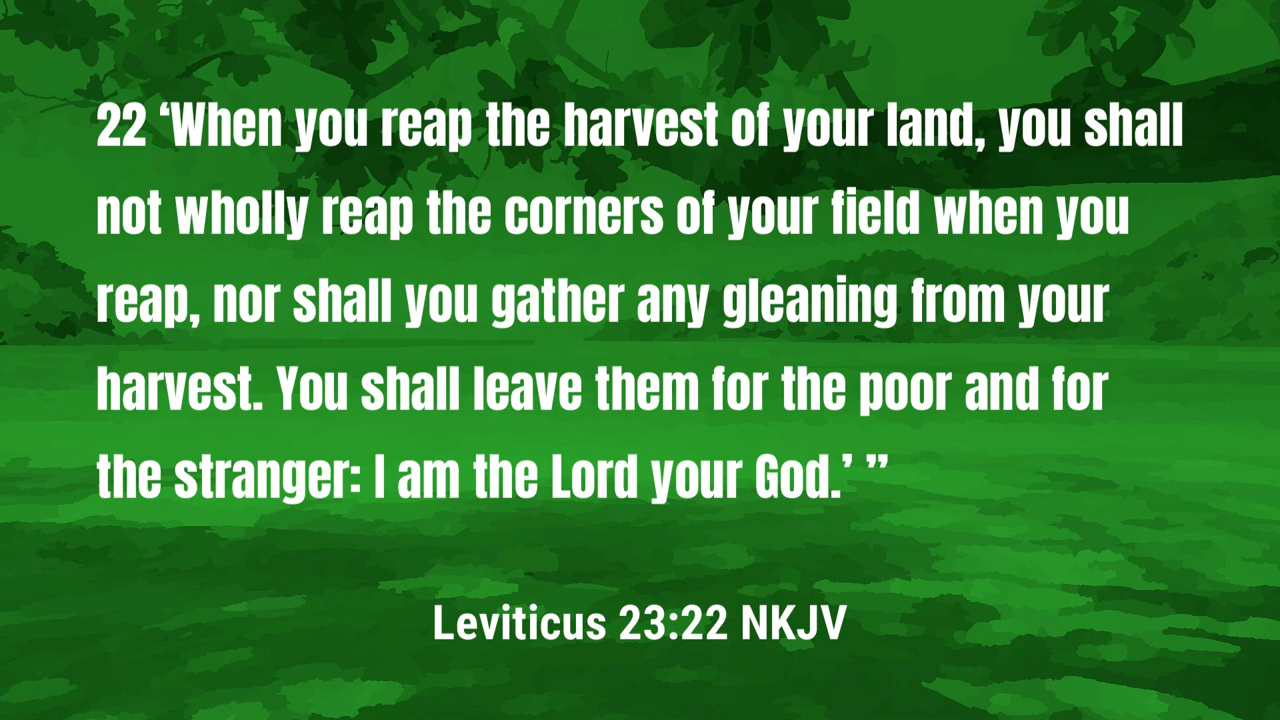 22 ‘When you reap the harvest of your land, you shall
not wholly reap the corners of your field when you
reap, nor shall you gather any gleaning from your
harvest. You shall leave them for the poor and for
the stranger: I am the Lord your God.’ ”
Leviticus 23:22 NKJV